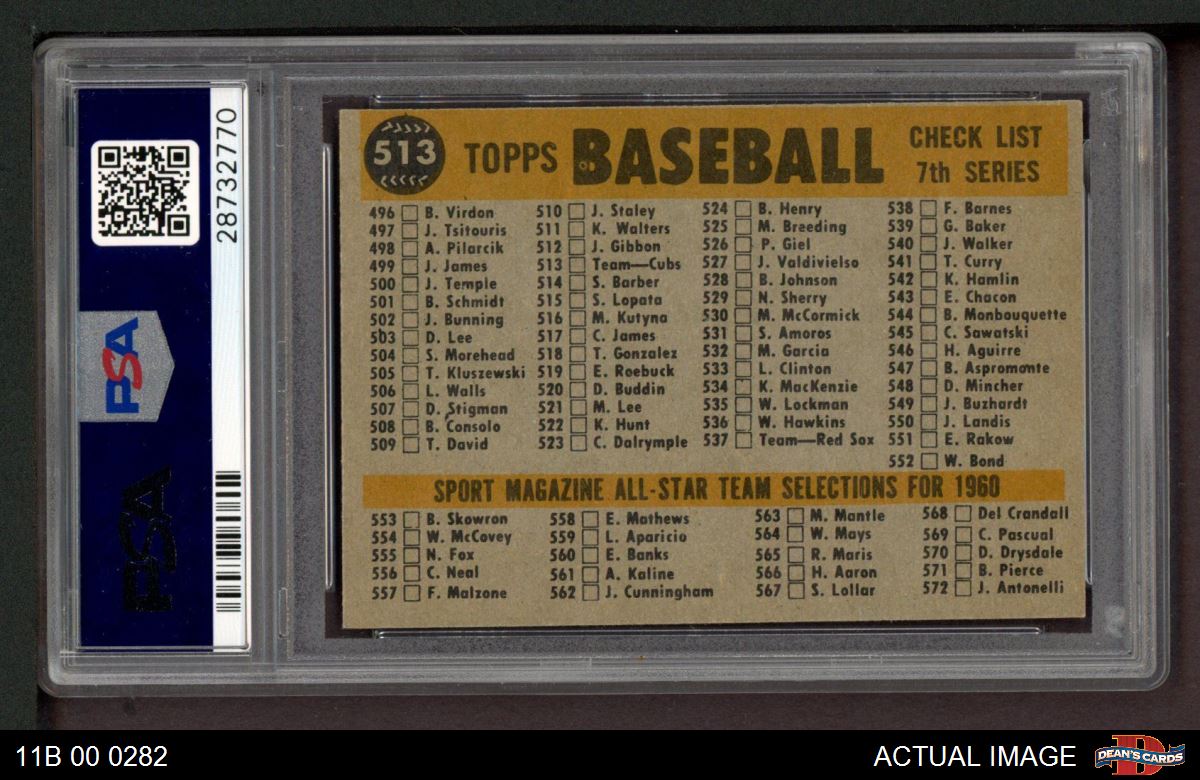 28732770
PSA
PSA
513
TOPPS BASEBALL
CHECK LIST
7th SERIES
496 B. Virdon
497 J. Tsitouris
498 A. Pilarcik
499 J. James
500 J. Temple
501 B. Schmidt
502 J. Bunning
503 D. Lee
504 S. Morehead
505 T. Kluszewski
506 L. Walls
507 D. Stigman
508 B. Consolo
509 T. David
510 J. Staley
511 K. Walters
512 J. Gibbon
513 Team—Cubs
514 S. Barber
515 S. Lopata
516 M. Kutyna
517 C. James
518 T. Gonzalez
519 E. Roebuck
520 D. Buddin
521 M. Lee
522 K. Hunt
523 C. Dalrymple
524 B. Henry
525 M. Breeding
526 P. Giel
527 J. Valdivielso
528 B. Johnson
529 N. Sherry
530 M. McCormick
531 S. Amoros
532 M. Garcia
533 L. Clinton
534 K. MacKenzie
535 W. Lockman
536 W. Hawkins
537 Team—Red Sox
538 F. Barnes
539 G. Baker
540 J. Walker
541 T. Curry
542 K. Hamlin
543 E. Chacon
544 B. Monbouquette
545 C. Sawatski
546 H. Aguirre
547 B. Aspromonte
548 D. Mincher
549 J. Buzhardt
550 J. Landis
551 E. Rakow
552 W. Bond
SPORT MAGAZINE ALL-STAR TEAM SELECTIONS FOR 1960
553 B. Skowron
554 W. McCovey
555 N. Fox
556 C. Neal
557 F. Malzone
558 E. Mathews
559 L. Aparicio
560 E. Banks
561 A. Kaline
562 J. Cunningham
563 M. Mantle
564 W. Mays
565 R. Maris
566 H. Aaron
567 S. Lollar
568 Del Crandall
569 C. Pascual
570 D. Drysdale
571 B. Pierce
572 J. Antonelli
11B 00 0282
ACTUAL IMAGE
DEAN'S CARDS